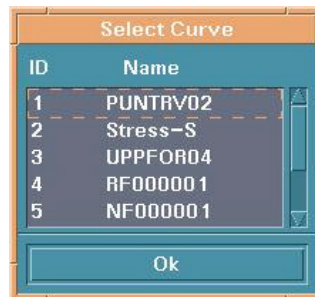 Select Curve
ID Name
1 PUNTRV02
2 Stress-S
3 UPPFOR04
4 RF000001
5 NF000001
Ok